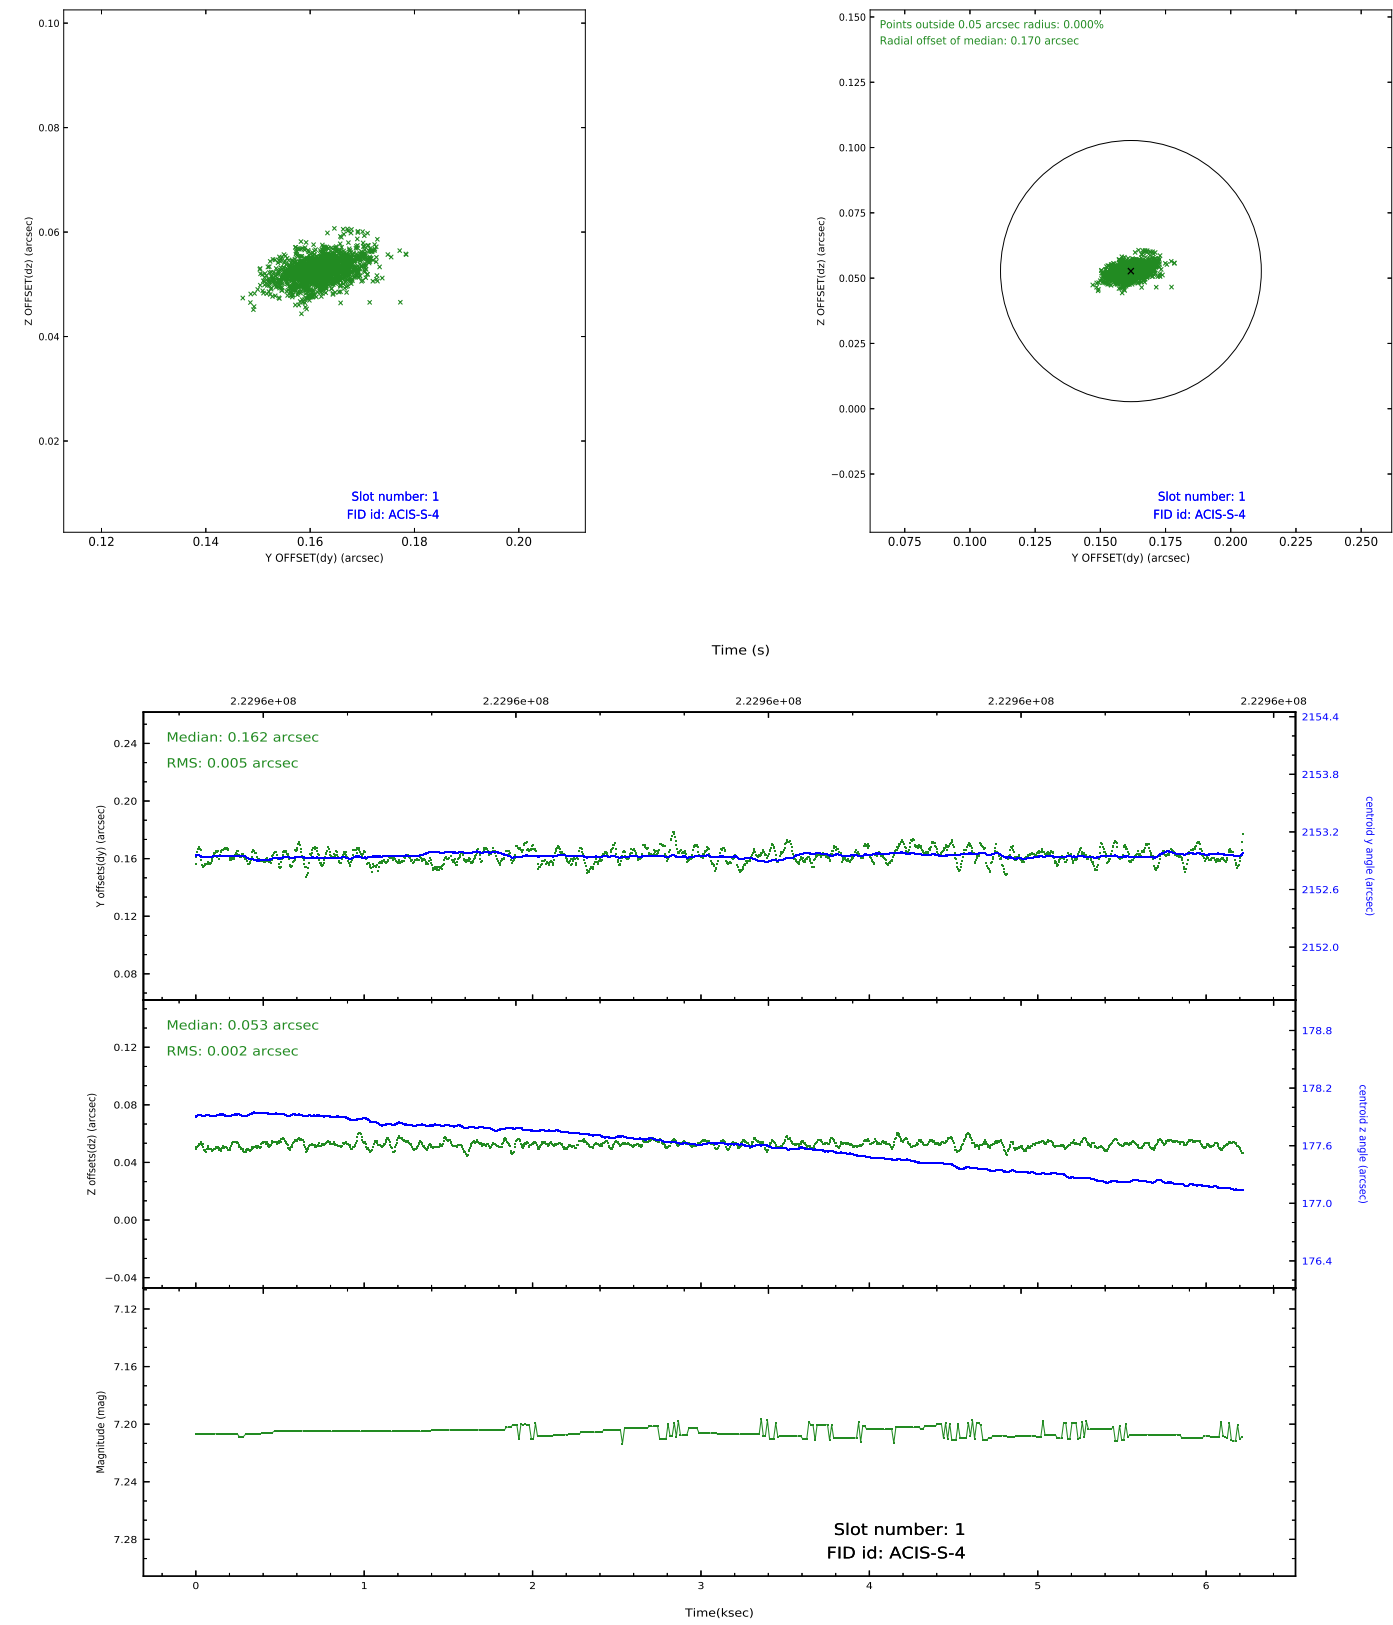 0.10
0.08
0.06
0.04
0.02
Z OFFSET(dz) (arcsec)
Slot number: 1
FID id: ACIS-S-4
0.12 0.14 0.16 0.18 0.20
Y OFFSET(dy) (arcsec)
Points outside 0.05 arcsec radius: 0.000%
Radial offset of median: 0.170 arcsec
0.150
0.125
0.100
0.075
0.050
0.025
0.000
−0.025
Z OFFSET(dz) (arcsec)
Slot number: 1
FID id: ACIS-S-4
0.075 0.100 0.125 0.150 0.175 0.200 0.225 0.250
Y OFFSET(dy) (arcsec)
Time (s)
2.2296e+08 2.2296e+08 2.2296e+08 2.2296e+08 2.2296e+08
Median: 0.162 arcsec
RMS: 0.005 arcsec
0.24
0.20
0.16
0.12
0.08
Y offsets(dy) (arcsec)
2154.4
2153.8
2153.2
2152.6
2152.0
centroid y angle (arcsec)
Median: 0.053 arcsec
RMS: 0.002 arcsec
0.12
0.08
0.04
0.00
−0.04
Z offsets(dz) (arcsec)
178.8
178.2
177.6
177.0
176.4
centroid z angle (arcsec)
7.12
7.16
7.20
7.24
7.28
Magnitude (mag)
Slot number: 1
FID id: ACIS-S-4
0 1 2 3 4 5 6
Time(ksec)